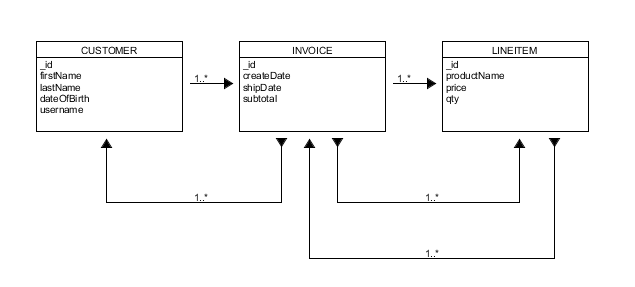 CUSTOMER
_id
firstName
lastName
dateOfBirth
username
1..*
INVOICE
_id
createDate
shipDate
subtotal
1..*
LINEITEM
_id
productName
price
qty
1..*
1..*
1..*